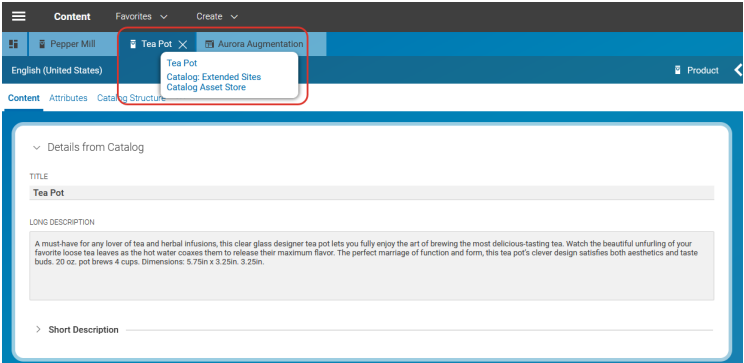 Content Favorites Create
Pepper Mill Tea Pot Aurora Augmentation
English (United States) Product
Tea Pot
Catalog: Extended Sites
Catalog Asset Store
Content Attributes Catalog Structure
Details from Catalog
TITLE
Tea Pot
LONG DESCRIPTION
A must-have for any lover of tea and herbal infusions, this clear glass designer tea pot lets you fully enjoy the art of brewing the most delicious-tasting tea. Watch the beautiful unfurling of your
favorite loose tea leaves as the hot water coaxes them to release their maximum flavor. The perfect marriage of function and form, this tea pot's clever design satisfies both aesthetics and taste
buds. 20 oz. pot brews 4 cups. Dimensions: 5.75in x 3.25in. 3.25in.
Short Description